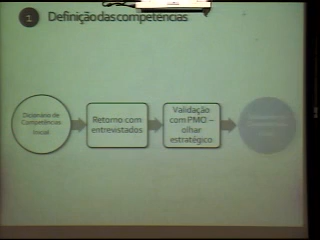 1 Definição das competências
Dicionário de
Competências
Inicial
Retorno com
entrevistados
Validação
com PMO –
olhar
estratégico